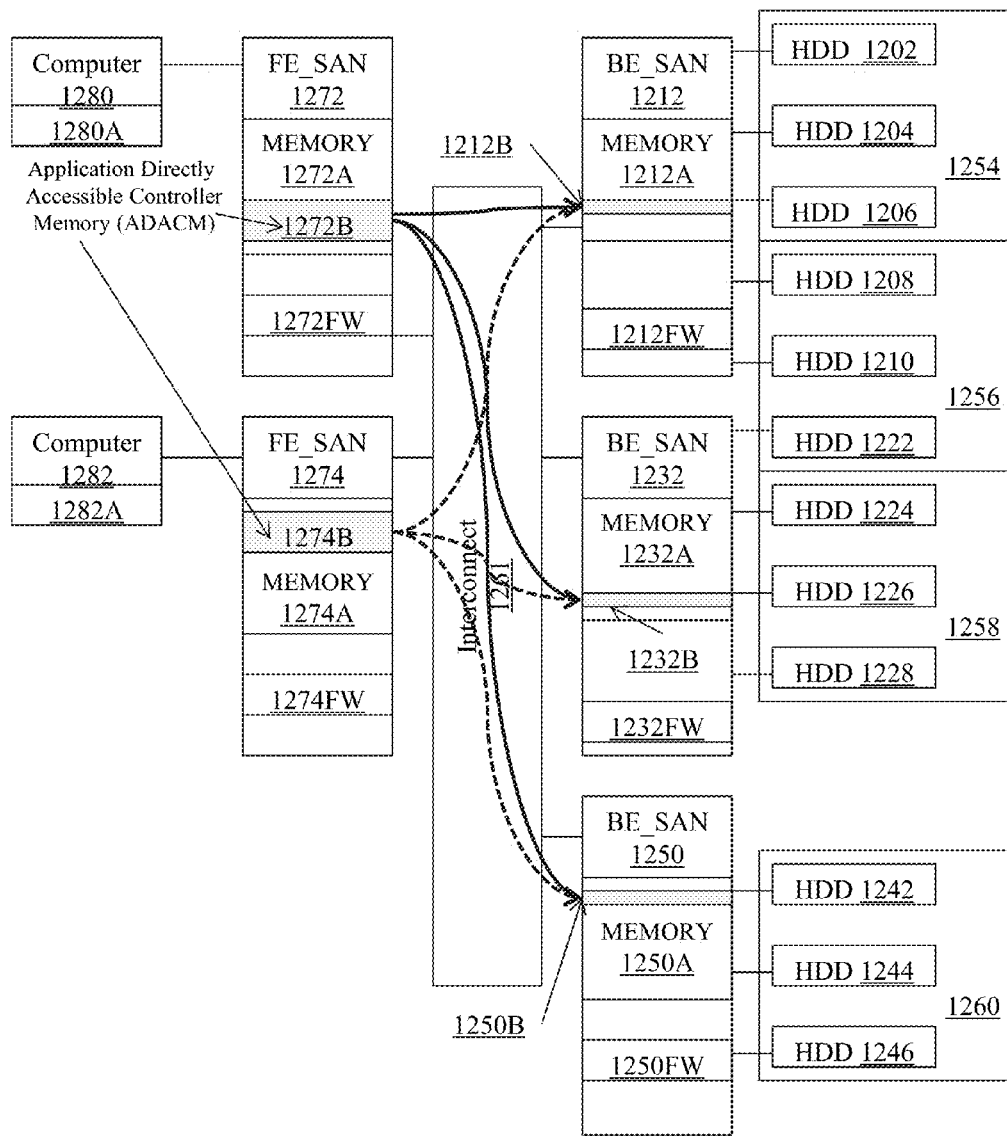 Computer
1280
1280A
Application Directly
Accessible Controller
Memory (ADACM)
Computer
1282
1282A
FE_SAN
1272
MEMORY
1272A
1272B
1272FW
FE_SAN
1274
1274B
MEMORY
1274A
1274FW
Interconnect
1261
1212B
BE_SAN
1212
MEMORY
1212A
1212FW
BE_SAN
1232
MEMORY
1232A
1232B
1232FW
BE_SAN
1250
MEMORY
1250A
1250B
1250FW
HDD 1202
HDD 1204
HDD 1206
1254
HDD 1208
HDD 1210
HDD 1222
1256
HDD 1224
HDD 1226
HDD 1228
1258
HDD 1242
HDD 1244
HDD 1246
1260